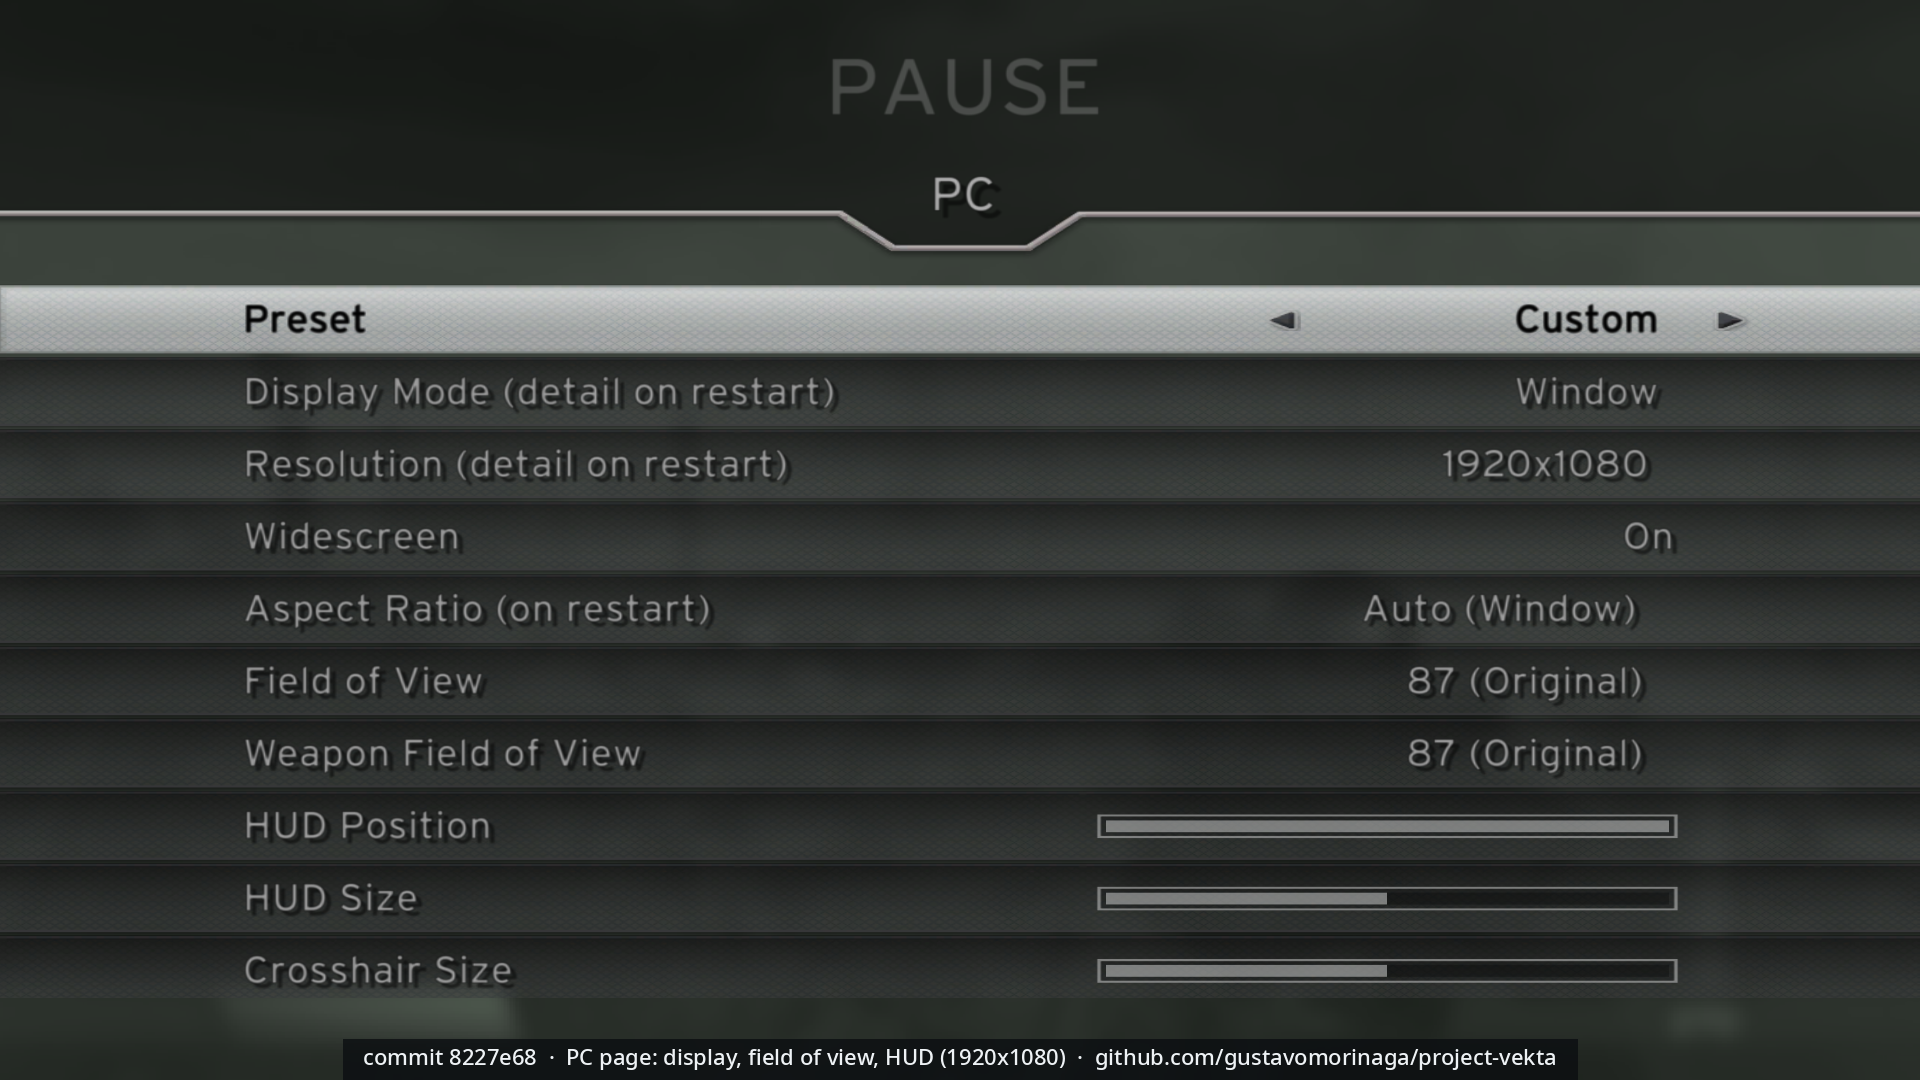 PAUSE
PC
Preset Custom
Display Mode (detail on restart) Window
Resolution (detail on restart) 1920x1080
Widescreen On
Aspect Ratio (on restart) Auto (Window)
Field of View 87 (Original)
Weapon Field of View 87 (Original)
HUD Position
HUD Size
Crosshair Size
commit 8227e68 · PC page: display, field of view, HUD (1920x1080) · github.com/gustavomorinaga/project-vekta